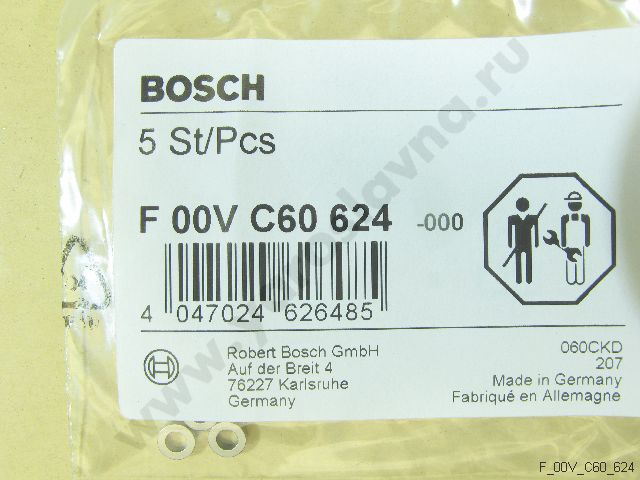 BOSCH
5 St/Pcs
F 00V C60 624 -000
4 047024 626485
Robert Bosch GmbH
Auf der Breit 4
76227 Karlsruhe
Germany
060CKD
207
Made in Germany
Fabriqué en Allemagne
F_00V_C60_624